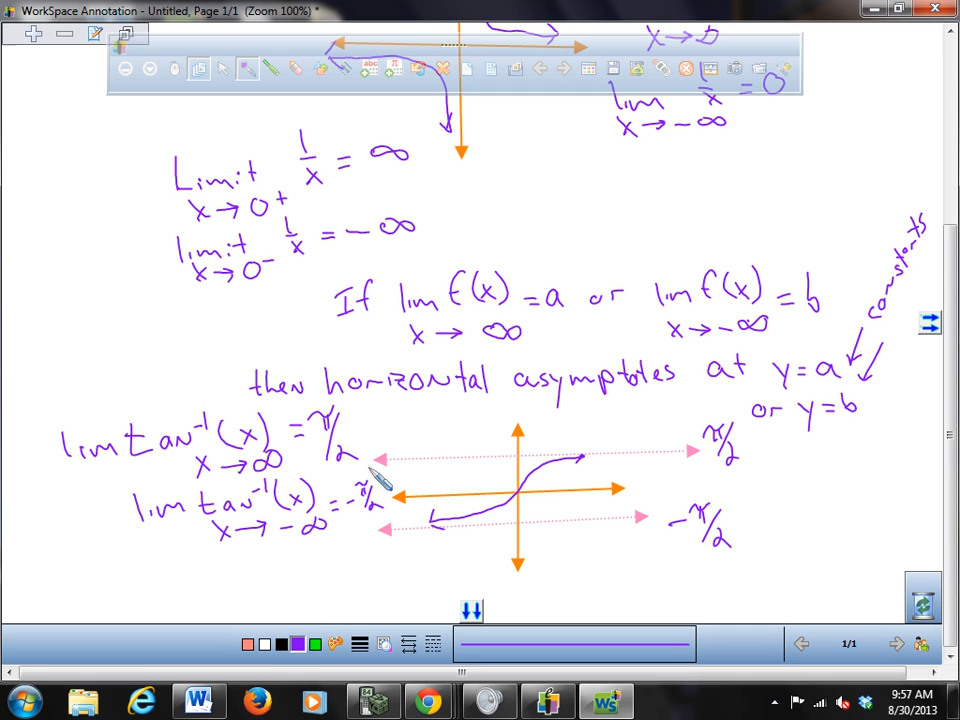 WorkSpace Annotation - Untitled, Page 1/1 (Zoom 100%) *
x → 0
lim 1/x = 0
x → - ∞
Limit 1/x = ∞
x → 0+
limit 1/x = - ∞
x → 0-
constants
If lim f(x) = a or lim f(x) = b
x → ∞ x → -∞
then horizontal asymptotes at y = a
or y = b
lim tan-1(x) = π/2
x → ∞
π/2
lim tan-1(x) = -π/2
x → - ∞
-π/2
1/1
9:57 AM
8/30/2013